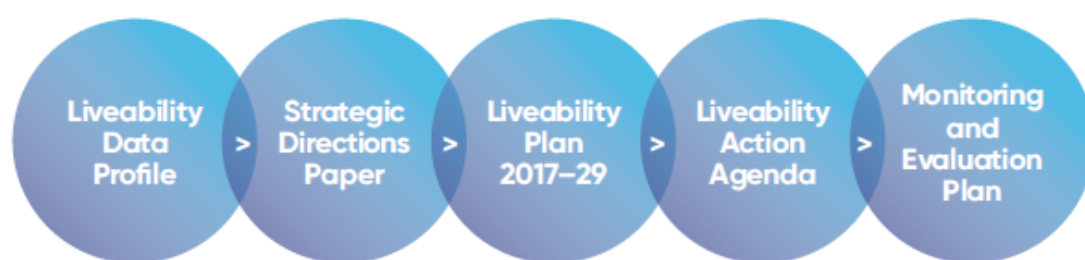 Liveability
Data
Profile
>
Strategic
Directions
Paper
>
Liveability
Plan
2017–29
>
Liveability
Action
Agenda
>
Monitoring
and
Evaluation
Plan